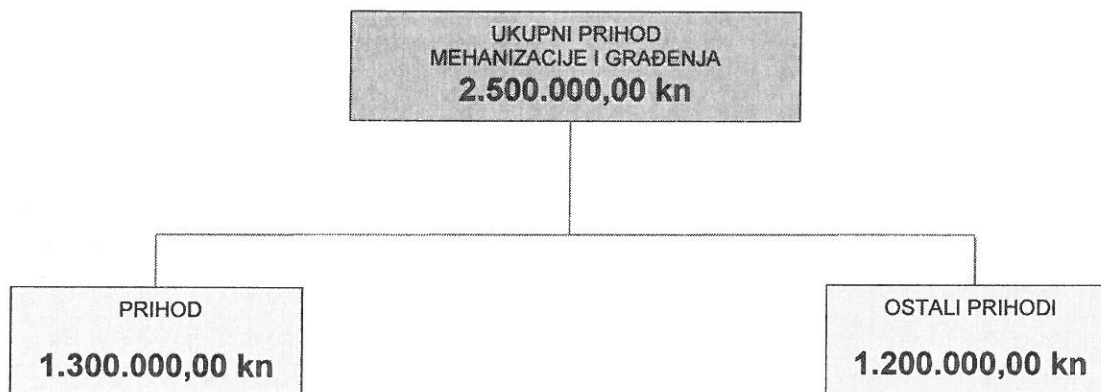 UKUPNI PRIHOD
MEHANIZACIJE I GRAĐENJA
2.500.000,00 kn
PRIHOD
1.300.000,00 kn
OSTALI PRIHODI
1.200.000,00 kn